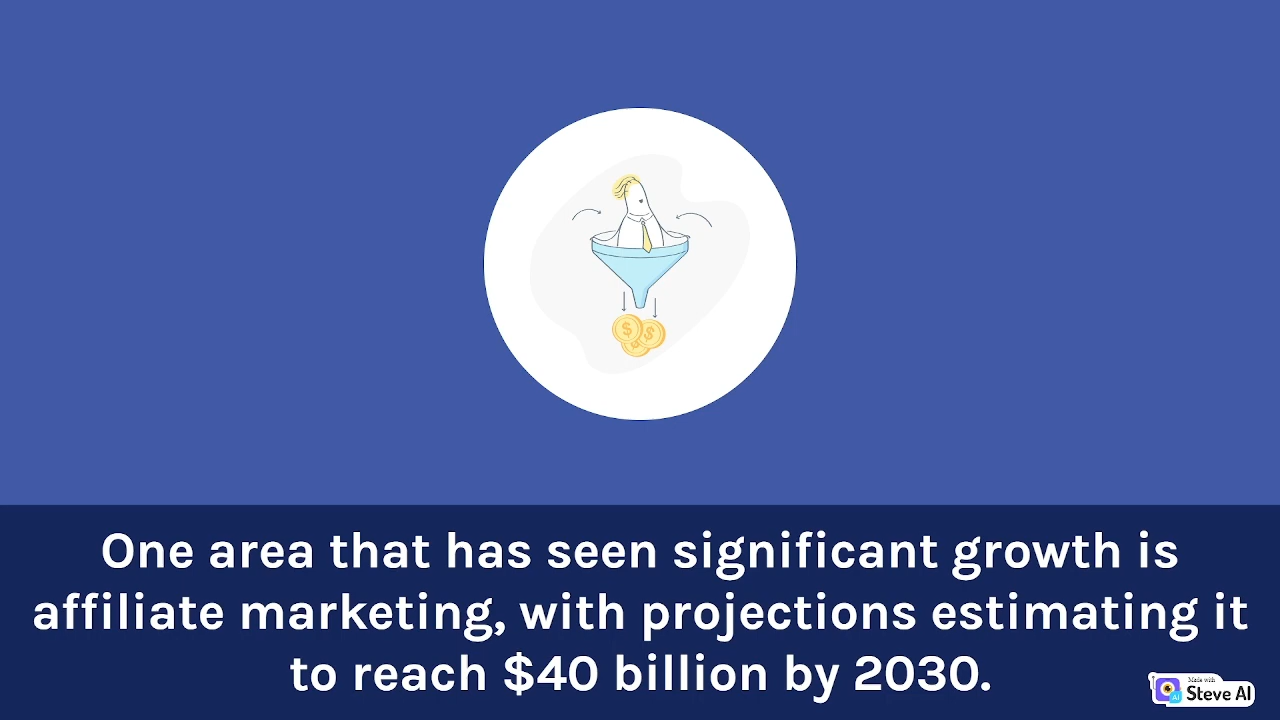 $ $
$
One area that has seen significant growth is
affiliate marketing, with projections estimating it
to reach $40 billion by 2030.
Made with
AI Steve AI